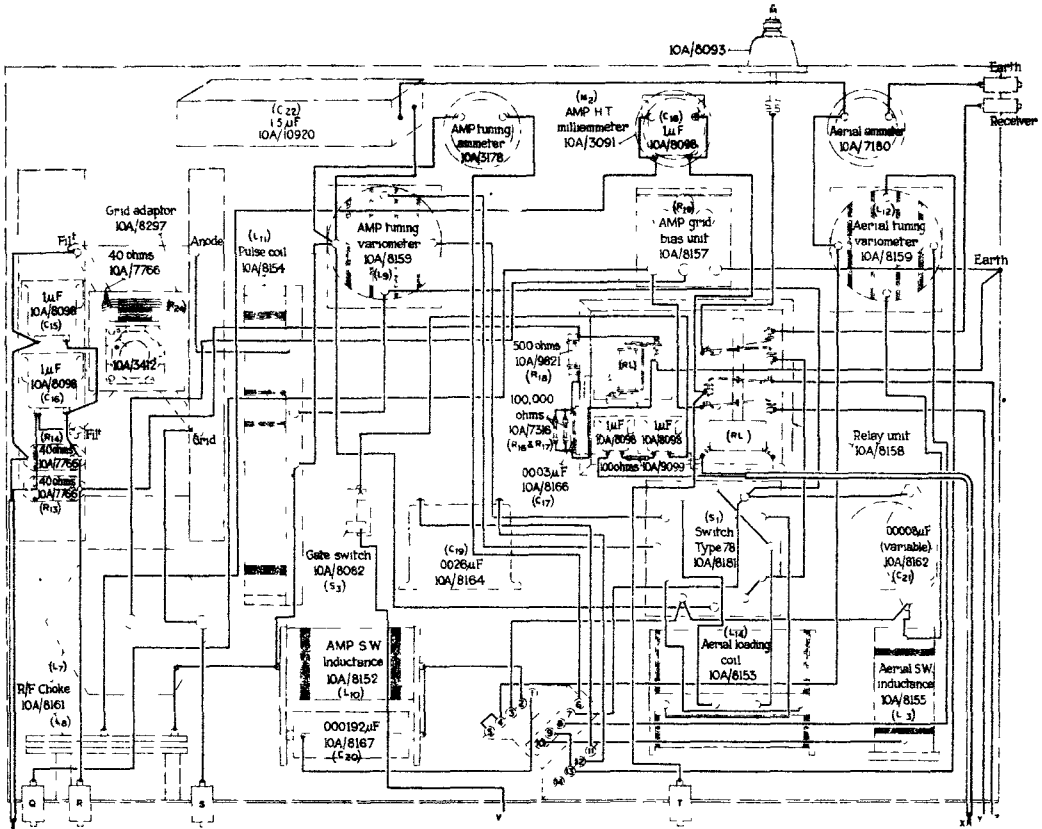 10A/8093
Earth
Receiver
(C22)
1·5 µF
10A/10920
AMP tuning
ammeter
10A/3178
(M2)
AMP H T
milliammeter
10A/3091
(C18)
1µF
10A/8098
Aerial ammeter
10A/7180
Grid adaptor
10A/8297
40 ohms
10A/7766
Anode
Filt
(L11)
Pulse coil
10A/8154
AMP tuning
variometer
10A/8159
(L9)
AMP grid
bias unit
10A/8157
(L12)
Aerial tuning
variometer
10A/8159
Earth
1µF
10A/8098
(C15)
10A/3412
1µF
10A/8098
(C16)
Filt
Grid
(R14)
40 ohms
10A/7766
40 ohms
10A/7766
(R13)
500 ohms
10A/9821
(R18)
100,000
ohms
10A/7316
(R16 & R17)
0003µF
10A/8166
(C17)
(RL)
1µF
10A/8098
1µF
10A/8098
100ohms
10A/9099
(RL)
Relay unit
10A/8158
Gate switch
10A/8082
(S3)
(C19)
0028µF
10A/8164
(S1)
Switch
Type 78
10A/8181
00008µF
(variable)
10A/8162
(C21)
(L7)
R/F Choke
10A/8161
(L8)
AMP S W
inductance
10A/8152
(L10)
000192µF
10A/8167
(C20)
(L14)
Aerial loading
coil
10A/8153
Aerial S.W.
inductance
10A/8155
Q
R
S
V
T
X
Y